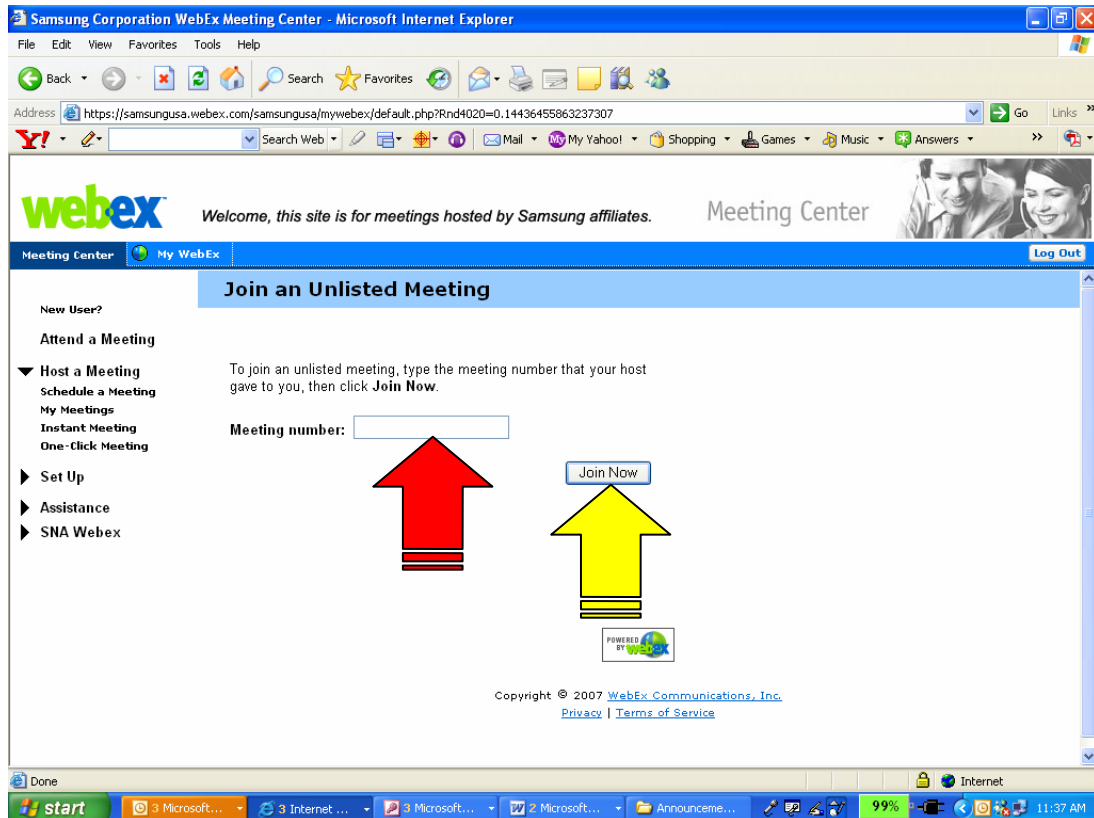 Samsung Corporation WebEx Meeting Center - Microsoft Internet Explorer
File Edit View Favorites Tools Help
Back Search Favorites
Address https://samsungusa.webex.com/samsungusa/mywebex/default.php?Rnd4020=0.14436455863237307 Go Links »
Y! Search Web Mail My Yahoo! Shopping Games Music Answers »
webex Welcome, this site is for meetings hosted by Samsung affiliates. Meeting Center
Meeting Center My WebEx Log Out
Join an Unlisted Meeting
New User?
Attend a Meeting
Host a Meeting
Schedule a Meeting
My Meetings
Instant Meeting
One-Click Meeting
Set Up
Assistance
SNA Webex
To join an unlisted meeting, type the meeting number that your host
gave to you, then click Join Now.
Meeting number:
Join Now
POWERED
BY webex
Copyright © 2007 WebEx Communications, Inc.
Privacy | Terms of Service
Done Internet
start 3 Microsoft... 3 Internet ... 3 Microsoft... 2 Microsoft... Announceme... 99% 11:37 AM